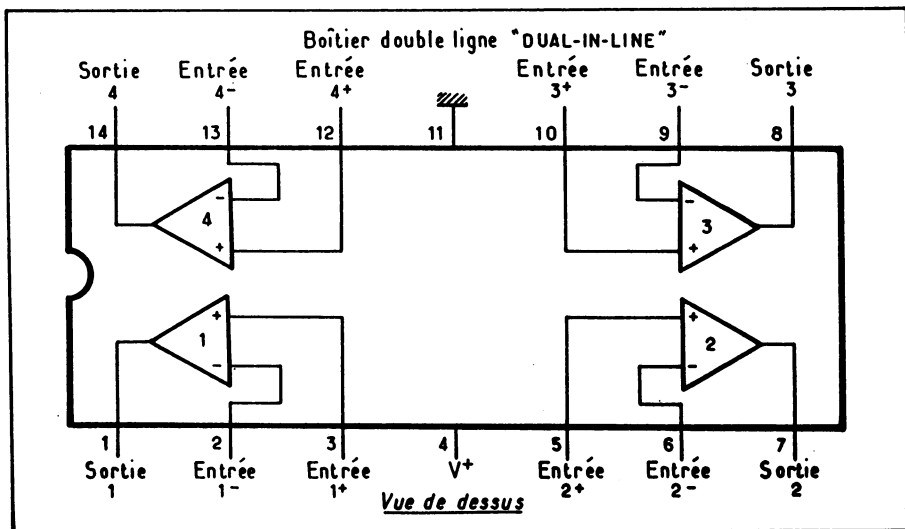 Boîtier double ligne "DUAL-IN-LINE"
Sortie 4 Entrée 4- Entrée 4+ Entrée 3+ Entrée 3- Sortie 3
14 13 12 11 10 9 8
- 4 + - 3 +
+ 1 - + 2 -
1 2 3 4 5 6 7
Sortie 1 Entrée 1- Entrée 1+ V+ Entrée 2+ Entrée 2- Sortie 2
Vue de dessus